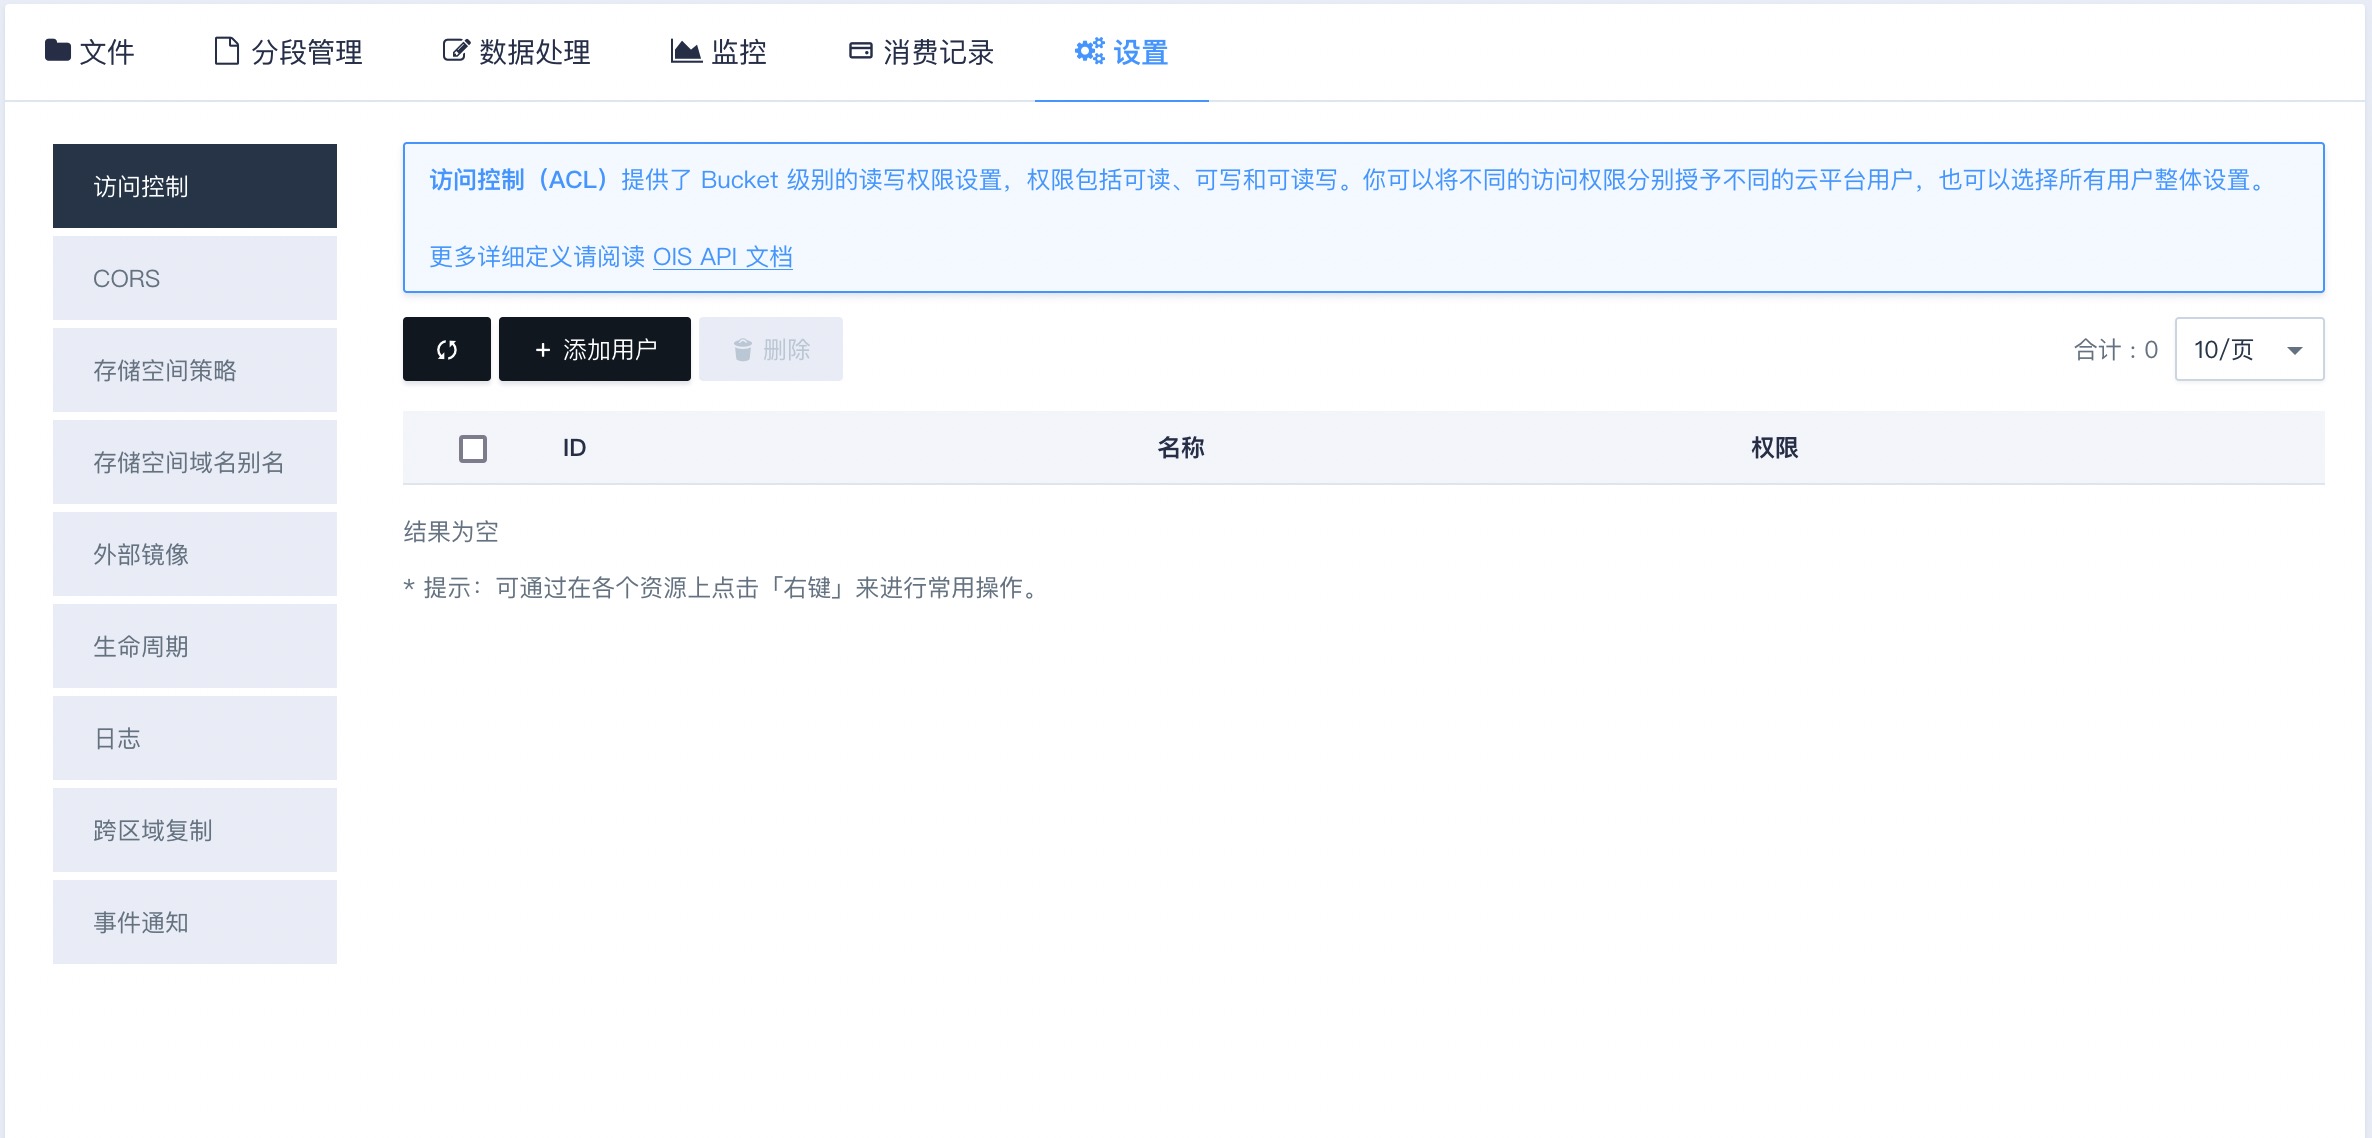 文件
分段管理
数据处理
监控
消费记录
设置
访问控制
CORS
存储空间策略
存储空间域名别名
外部镜像
生命周期
日志
跨区域复制
事件通知
访问控制（ACL）提供了 Bucket 级别的读写权限设置，权限包括可读、可写和可读写。你可以将不同的访问权限分别授予不同的云平台用户，也可以选择所有用户整体设置。
更多详细定义请阅读 OIS API 文档
+ 添加用户
删除
合计：0
10/页
ID
名称
权限
结果为空
* 提示：可通过在各个资源上点击「右键」来进行常用操作。